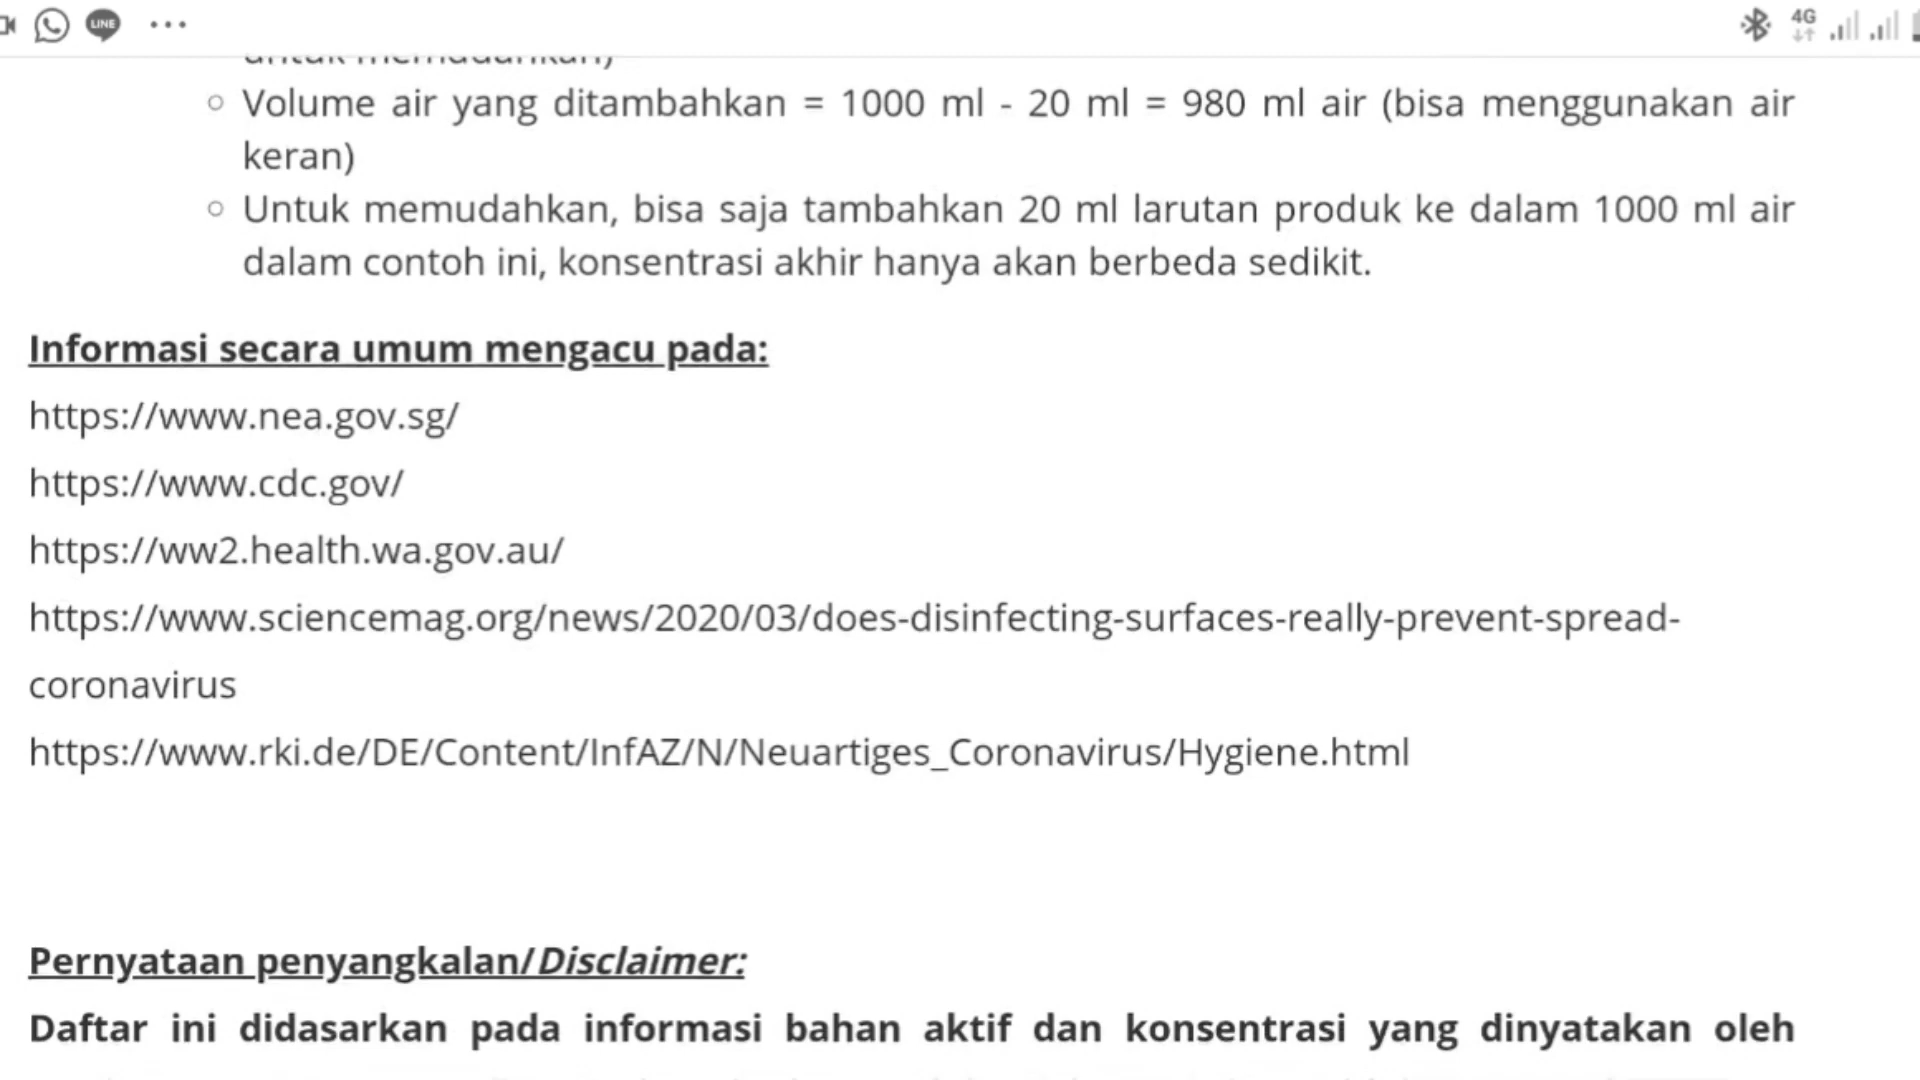 LINE
4G
untuk memudahkan)
Volume air yang ditambahkan = 1000 ml - 20 ml = 980 ml air (bisa menggunakan air
keran)
Untuk memudahkan, bisa saja tambahkan 20 ml larutan produk ke dalam 1000 ml air
dalam contoh ini, konsentrasi akhir hanya akan berbeda sedikit.
Informasi secara umum mengacu pada:
https://www.nea.gov.sg/
https://www.cdc.gov/
https://ww2.health.wa.gov.au/
https://www.sciencemag.org/news/2020/03/does-disinfecting-surfaces-really-prevent-spread-
coronavirus
https://www.rki.de/DE/Content/InfAZ/N/Neuartiges_Coronavirus/Hygiene.html
Pernyataan penyangkalan/Disclaimer:
Daftar ini didasarkan pada informasi bahan aktif dan konsentrasi yang dinyatakan oleh